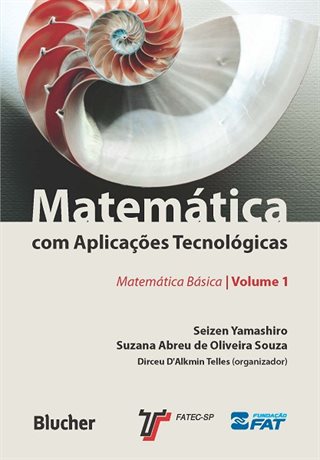 Matemática
com Aplicações Tecnológicas
Matemática Básica | Volume 1
Seizen Yamashiro
Suzana Abreu de Oliveira Souza
Dirceu D'Alkmin Telles (organizador)
Blucher
FATEC-SP
FUNDAÇÃO
FAT